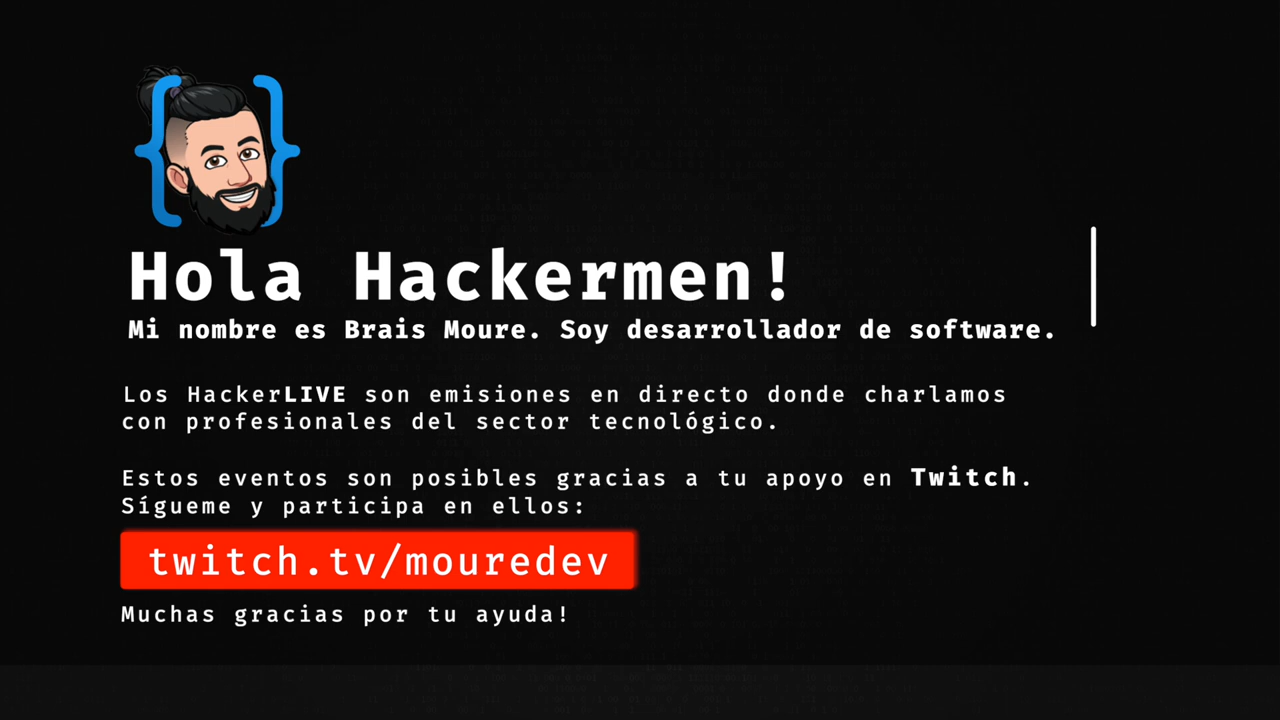 Hola Hackermen!
Mi nombre es Brais Moure. Soy desarrollador de software.
Los HackerLIVE son emisiones en directo donde charlamos
con profesionales del sector tecnológico.
Estos eventos son posibles gracias a tu apoyo en Twitch.
Sígueme y participa en ellos:
twitch.tv/mouredev
Muchas gracias por tu ayuda!